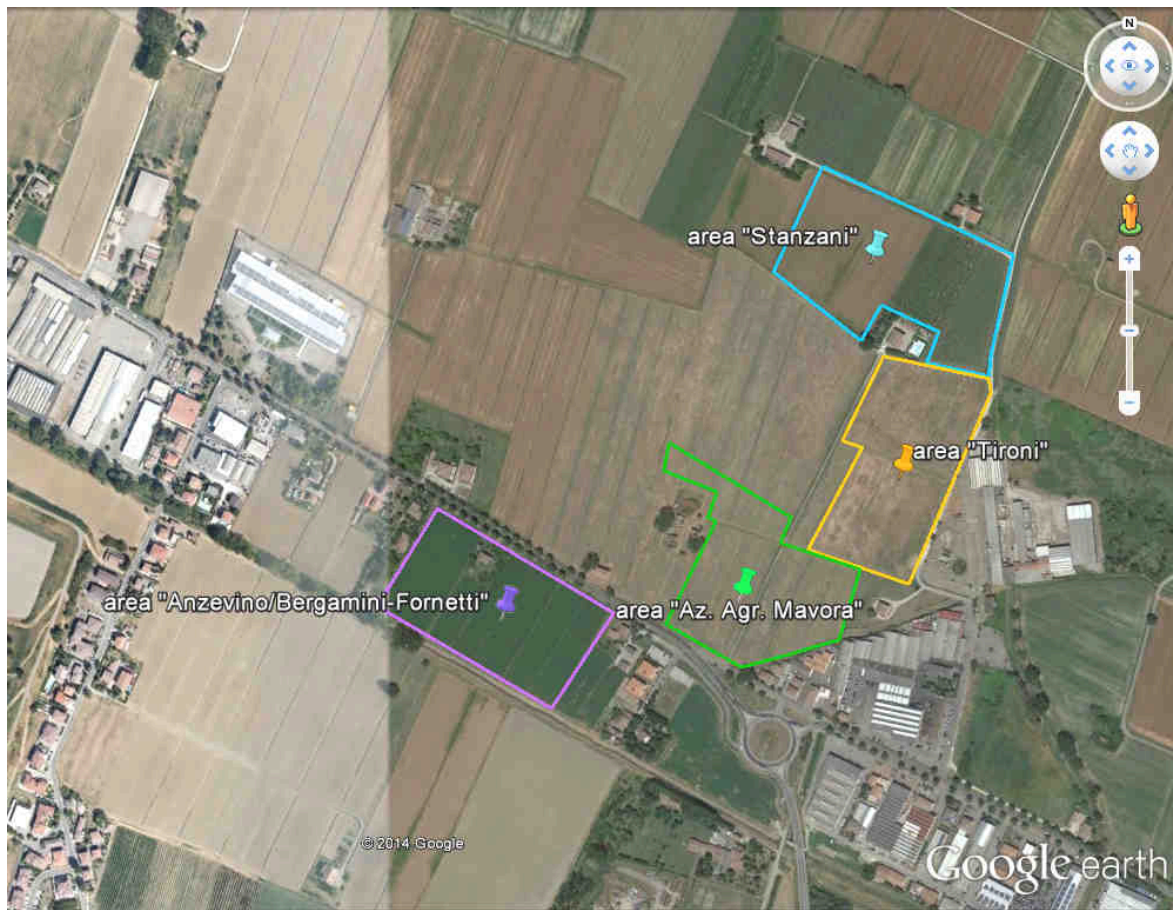 N
area "Stanzani"
area "Tironi"
area "Anzevino/Bergamini-Fornetti"
area "Az. Agr. Mavora"
© 2014 Google
Google earth